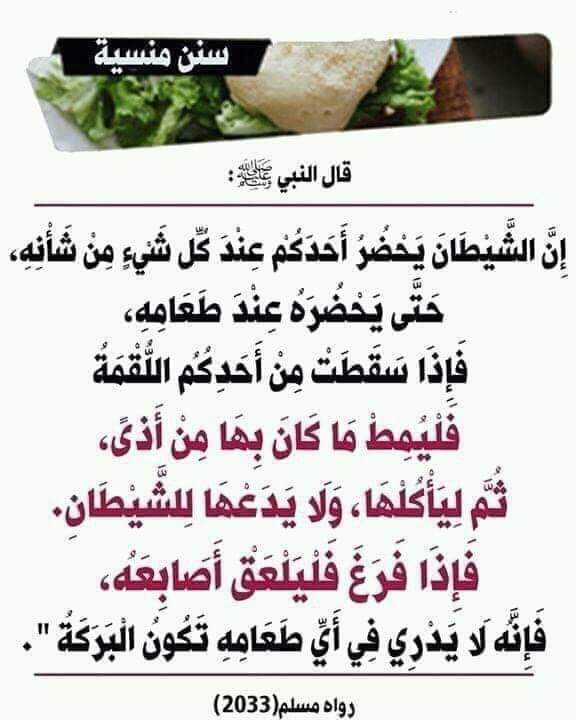 سنن منسية
قال النبي ﷺ :
إِنَّ الشَّيْطَانَ يَحْضُرُ أَحَدَكُمْ عِنْدَ كُلِّ شَيْءٍ مِنْ شَأْنِهِ،
حَتَّى يَحْضُرَهُ عِنْدَ طَعَامِهِ،
فَإِذَا سَقَطَتْ مِنْ أَحَدِكُمِ اللُّقْمَةُ
فَلْيُمِطْ مَا كَانَ بِهَا مِنْ أَذًى،
ثُمَّ لِيَأْكُلْهَا، وَلَا يَدَعْهَا لِلشَّيْطَانِ.
فَإِذَا فَرَغَ فَلْيَلْعَقْ أَصَابِعَهُ،
فَإِنَّهُ لَا يَدْرِي فِي أَيِّ طَعَامِهِ تَكُونُ الْبَرَكَةُ ".
رواه مسلم(2033)